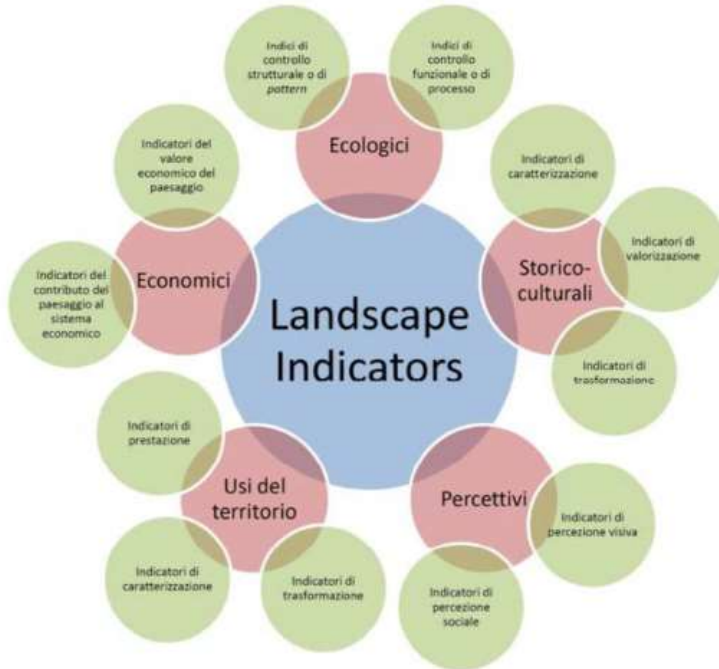 Indici di
controllo
strutturale o di
pattern
Indici di
controllo
funzionale o di
processo
Ecologici
Indicatori del
valore
economico del
paesaggio
Indicatori di
caratterizzazione
Indicatori di
valorizzazione
Economici
Storico-
culturali
Indicatori del
contributo del
paesaggio al
sistema
economico
Landscape
Indicators
Indicatori di
trasformazione
Indicatori di
prestazione
Usi del
territorio
Percettivi
Indicatori di
percezione visiva
Indicatori di
caratterizzazione
Indicatori di
trasformazione
Indicatori di
percezione
sociale